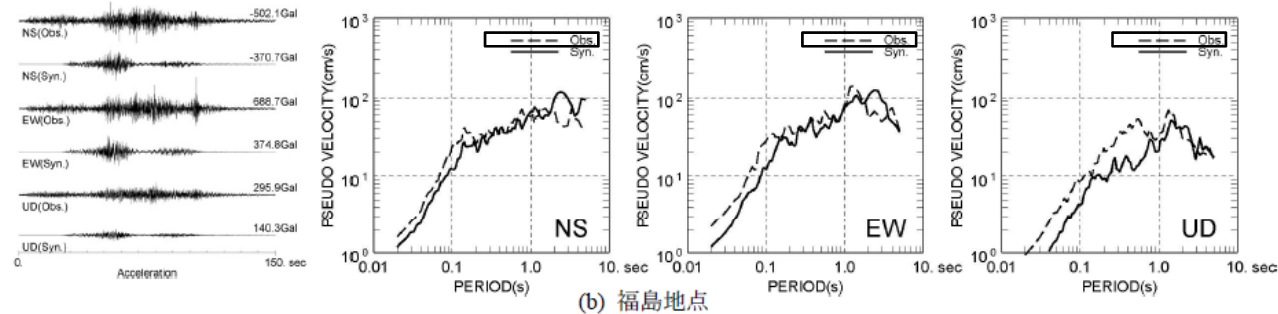 -502.1Gal
NS(Obs.)
-370.7Gal
NS(Syn.)
688.7Gal
EW(Obs.)
374.8Gal
EW(Syn.)
295.9Gal
UD(Obs.)
140.3Gal
UD(Syn.)
0. 150. sec
Acceleration
PSEUDO VELOCITY(cm/s)
10³
10²
10¹
10⁰
Obs.
Syn.
NS
0.01 0.1 1.0 10. sec
PERIOD(s)
PSEUDO VELOCITY(cm/s)
10³
10²
10¹
10⁰
Obs.
Syn.
EW
0.01 0.1 1.0 10. sec
PERIOD(s)
PSEUDO VELOCITY(cm/s)
10³
10²
10¹
10⁰
Obs.
Syn.
UD
0.01 0.1 1.0 10. sec
PERIOD(s)
(b) 福島地点